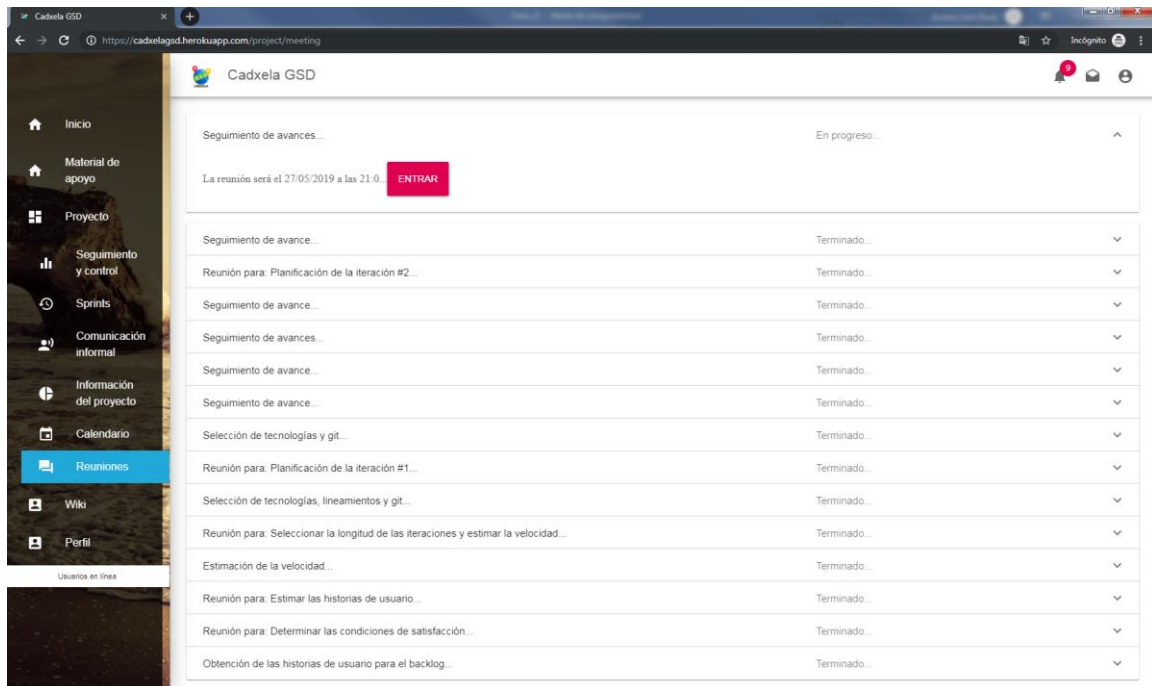 Cadxela GSD
https://cadxelagsd.herokuapp.com/project/meeting
Incógnito
Cadxela GSD
9
Inicio
Material de
apoyo
Proyecto
Seguimiento
y control
Sprints
Comunicación
informal
Información
del proyecto
Calendario
Reuniones
Wiki
Perfil
Usuarios en línea
Seguimiento de avances... En progreso...
La reunión será el 27/05/2019 a las 21:0... ENTRAR
Seguimiento de avance... Terminado...
Reunión para: Planificación de la iteración #2... Terminado...
Seguimiento de avance... Terminado...
Seguimiento de avances... Terminado...
Seguimiento de avance... Terminado...
Seguimiento de avance... Terminado...
Selección de tecnologías y git... Terminado...
Reunión para: Planificación de la iteración #1... Terminado...
Selección de tecnologías, lineamientos y git... Terminado...
Reunión para: Seleccionar la longitud de las iteraciones y estimar la velocidad... Terminado...
Estimación de la velocidad... Terminado...
Reunión para: Estimar las historias de usuario... Terminado...
Reunión para: Determinar las condiciones de satisfacción... Terminado...
Obtención de las historias de usuario para el backlog... Terminado...